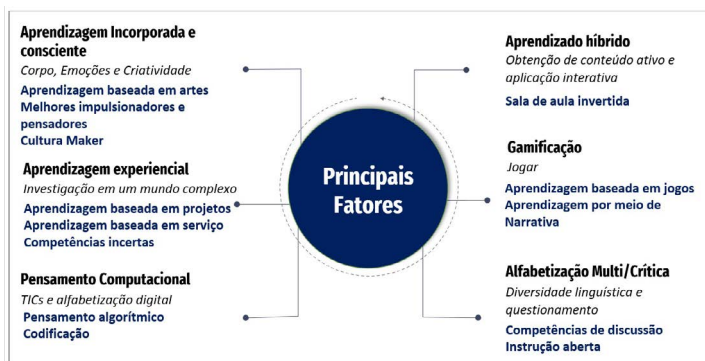 Aprendizagem Incorporada e
consciente
Corpo, Emoções e Criatividade
Aprendizagem baseada em artes
Melhores impulsionadores e
pensadores
Cultura Maker
Aprendizagem experiencial
Investigação em um mundo complexo
Aprendizagem baseada em projetos
Aprendizagem baseada em serviço
Competências incertas
Pensamento Computacional
TICs e alfabetização digital
Pensamento algorítmico
Codificação
Principais
Fatores
Aprendizado híbrido
Obtenção de conteúdo ativo e
aplicação interativa
Sala de aula invertida
Gamificação
Jogar
Aprendizagem baseada em jogos
Aprendizagem por meio de
Narrativa
Alfabetização Multi/Crítica
Diversidade linguística e
questionamento
Competências de discussão
Instrução aberta